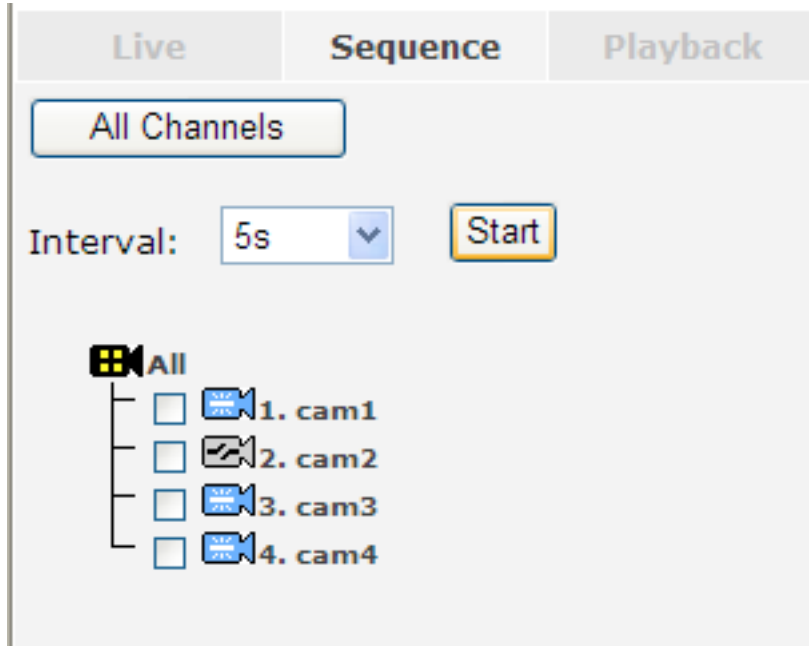 Live Sequence Playback
All Channels
Interval: 5s Start
All
1. cam1
2. cam2
3. cam3
4. cam4